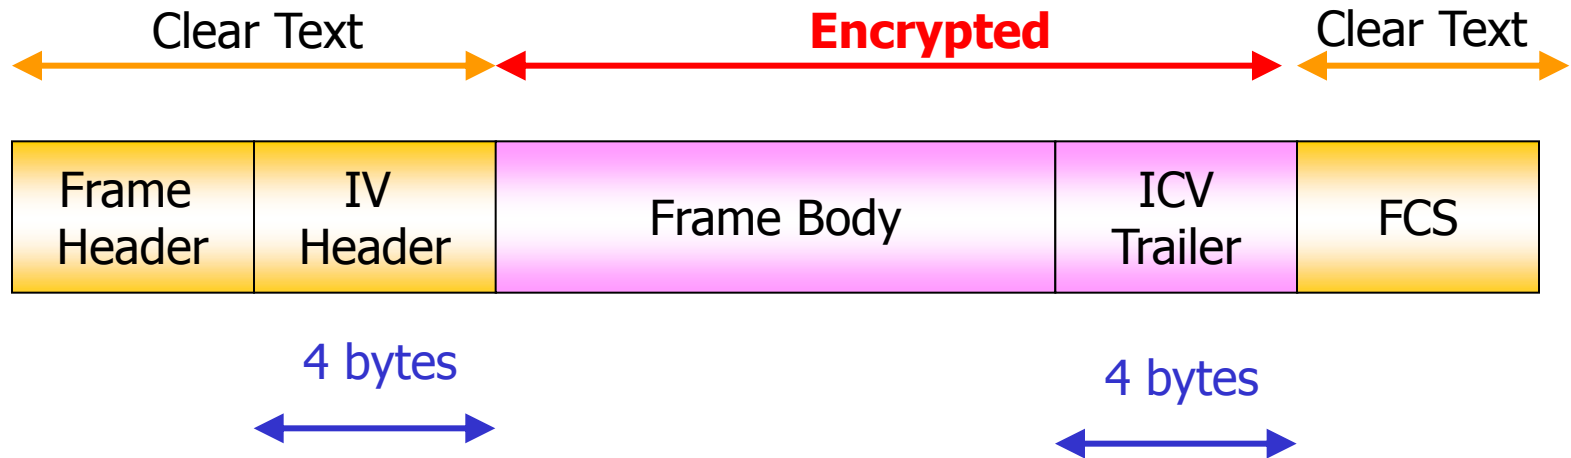 Clear Text
Encrypted
Clear Text
Frame
Header
IV
Header
Frame Body
ICV
Trailer
FCS
4 bytes
4 bytes